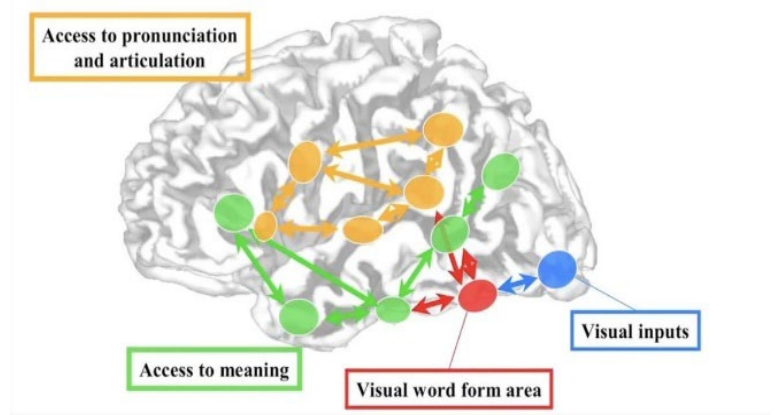 Access to pronunciation
and articulation
Visual inputs
Access to meaning
Visual word form area